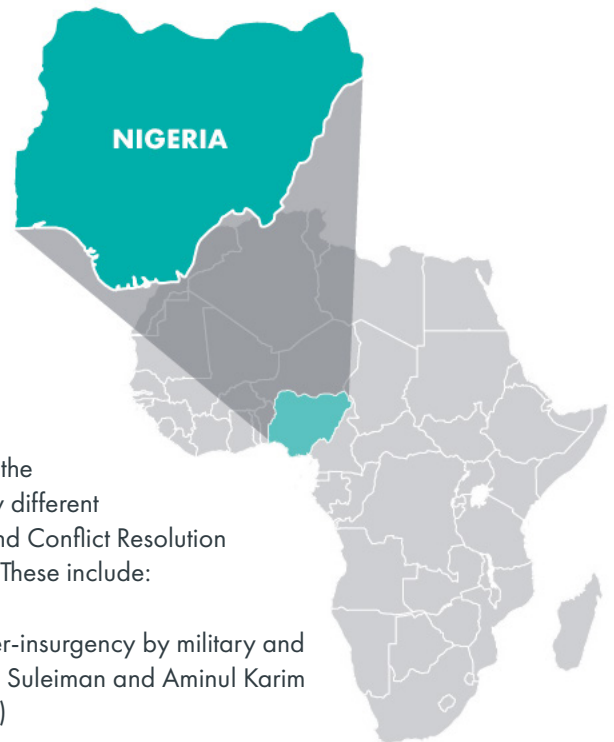 NIGERIA
the
different
nd Conflict Resolution
These include:
er-insurgency by military and
Suleiman and Aminul Karim
)